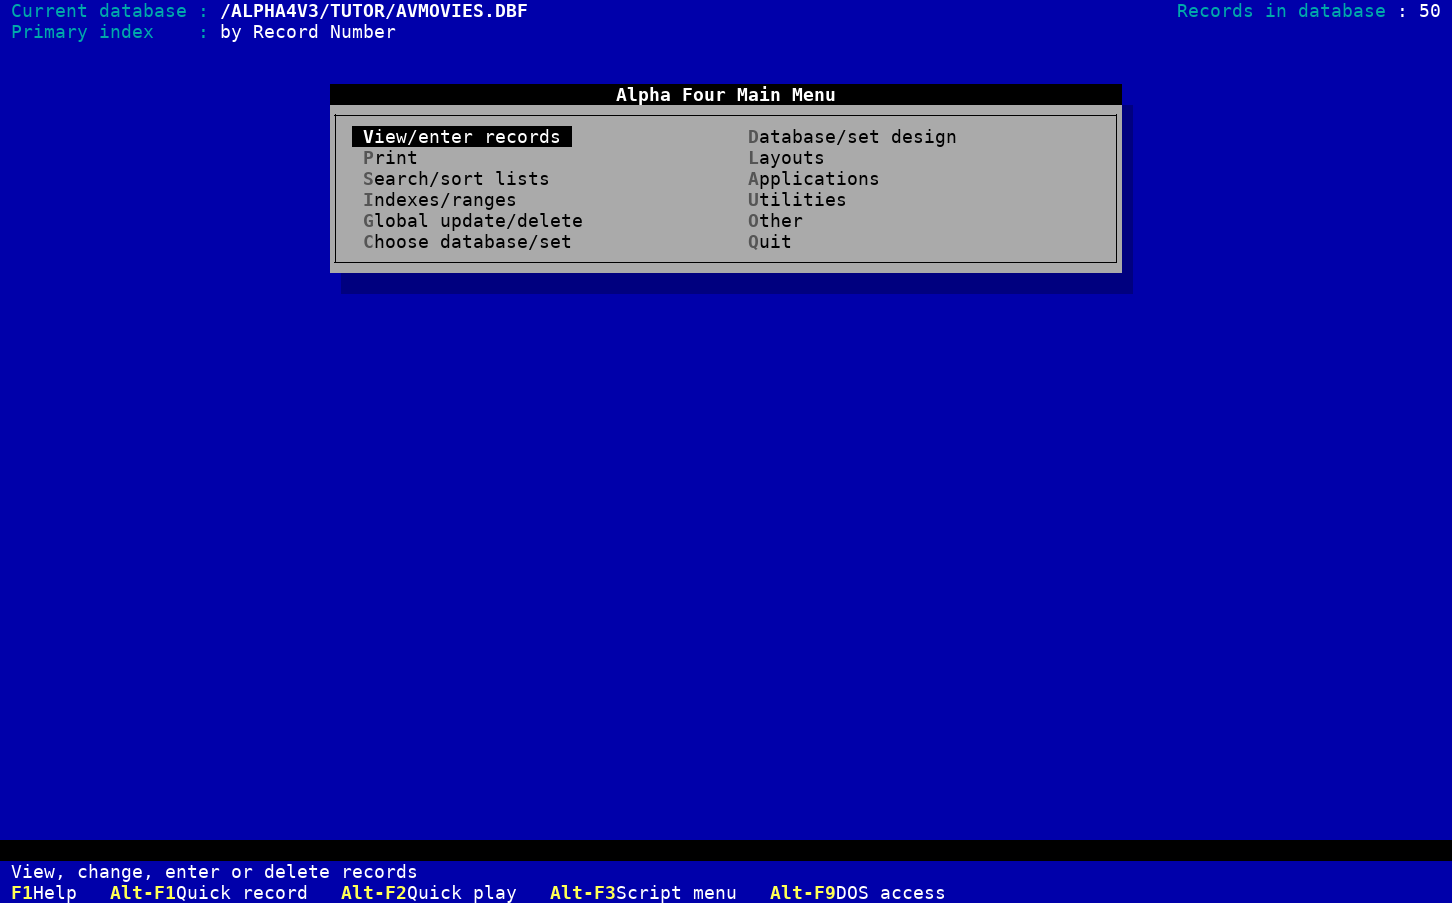 Current database : /ALPHA4V3/TUTOR/AVMOVIES.DBF Records in database : 50
Primary index : by Record Number
Alpha Four Main Menu
View/enter records Database/set design
Print Layouts
Search/sort lists Applications
Indexes/ranges Utilities
Global update/delete Other
Choose database/set Quit
View, change, enter or delete records
F1Help Alt-F1Quick record Alt-F2Quick play Alt-F3Script menu Alt-F9DOS access